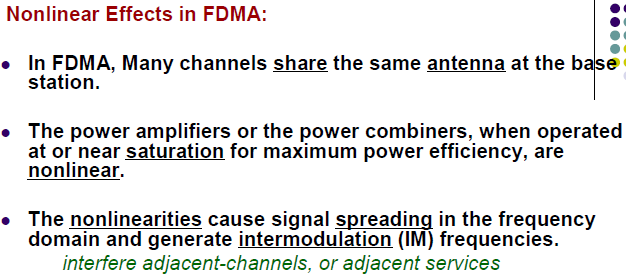 Nonlinear Effects in FDMA:
In FDMA, Many channels share the same antenna at the base
station.
The power amplifiers or the power combiners, when operated
at or near saturation for maximum power efficiency, are
nonlinear.
The nonlinearities cause signal spreading in the frequency
domain and generate intermodulation (IM) frequencies.
interfere adjacent-channels, or adjacent services